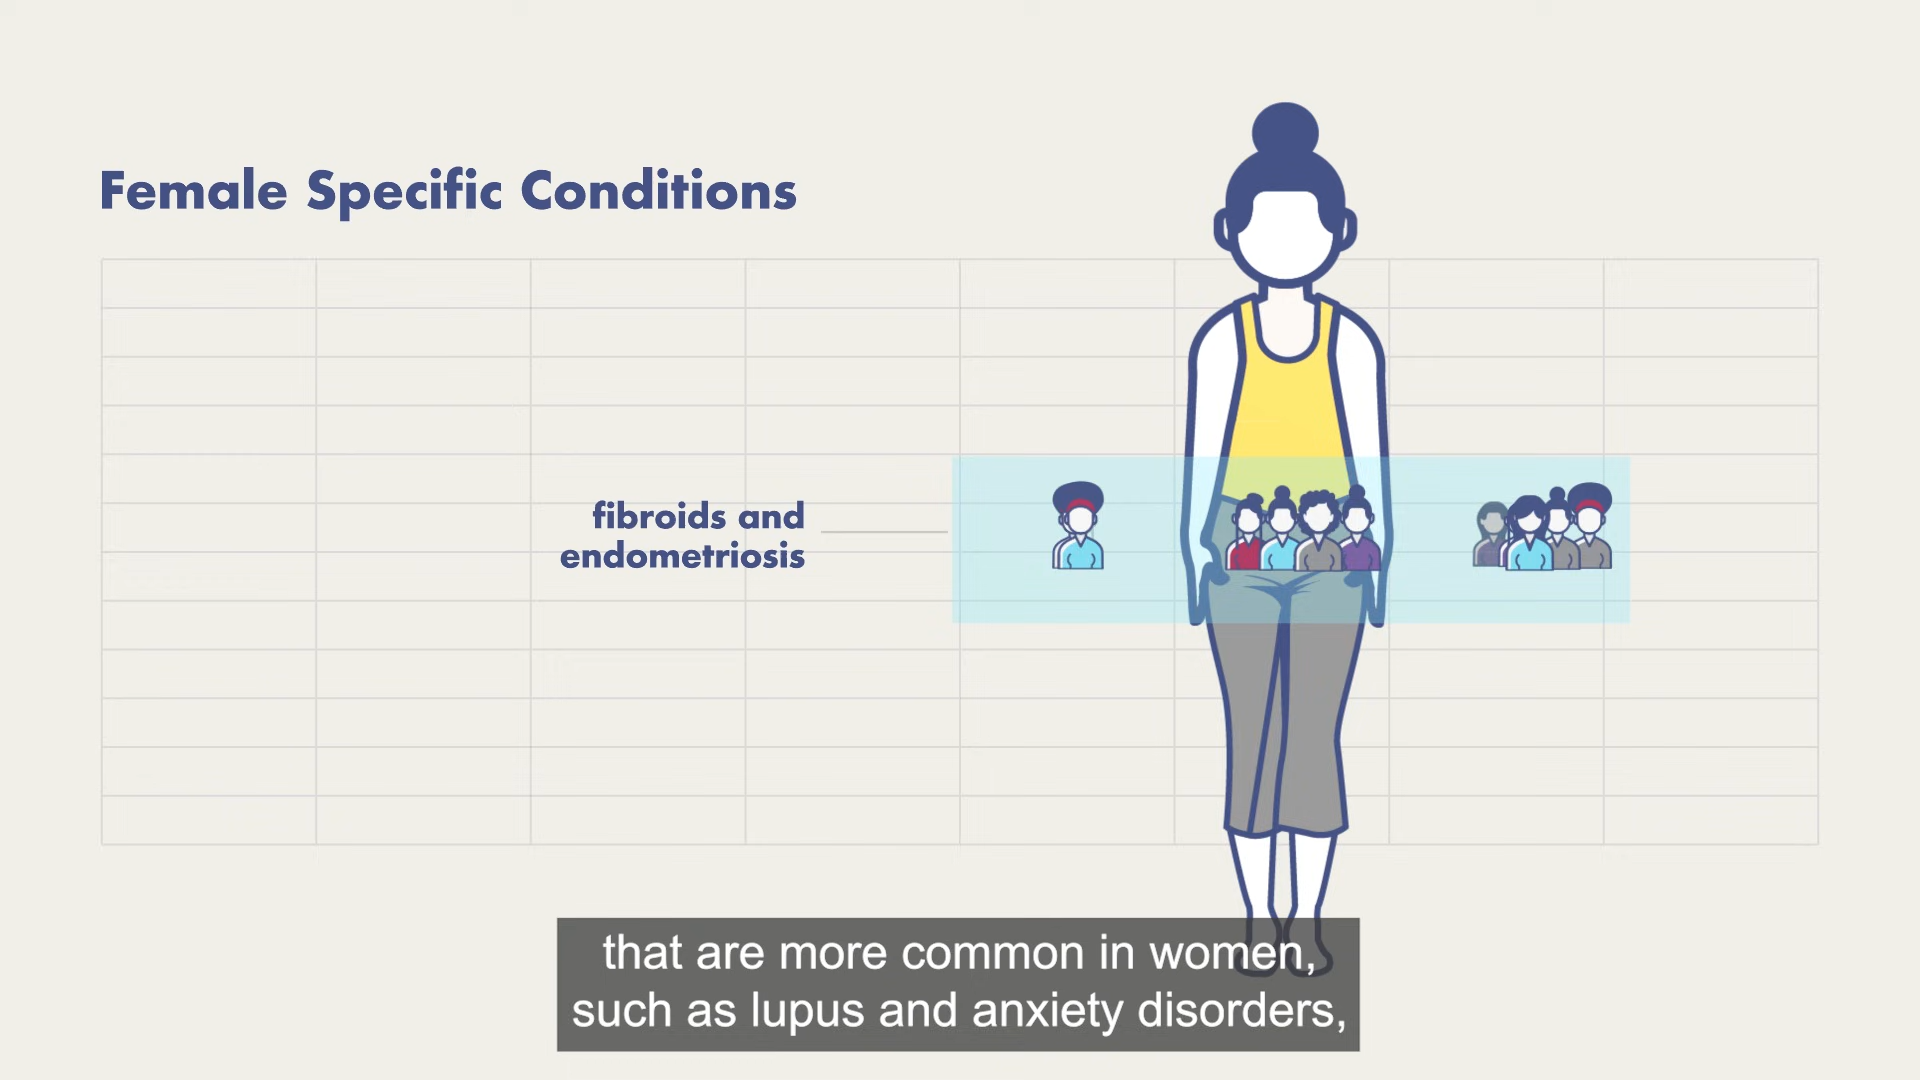 Female Specific Conditions
fibroids and
endometriosis
that are more common in women,
such as lupus and anxiety disorders,